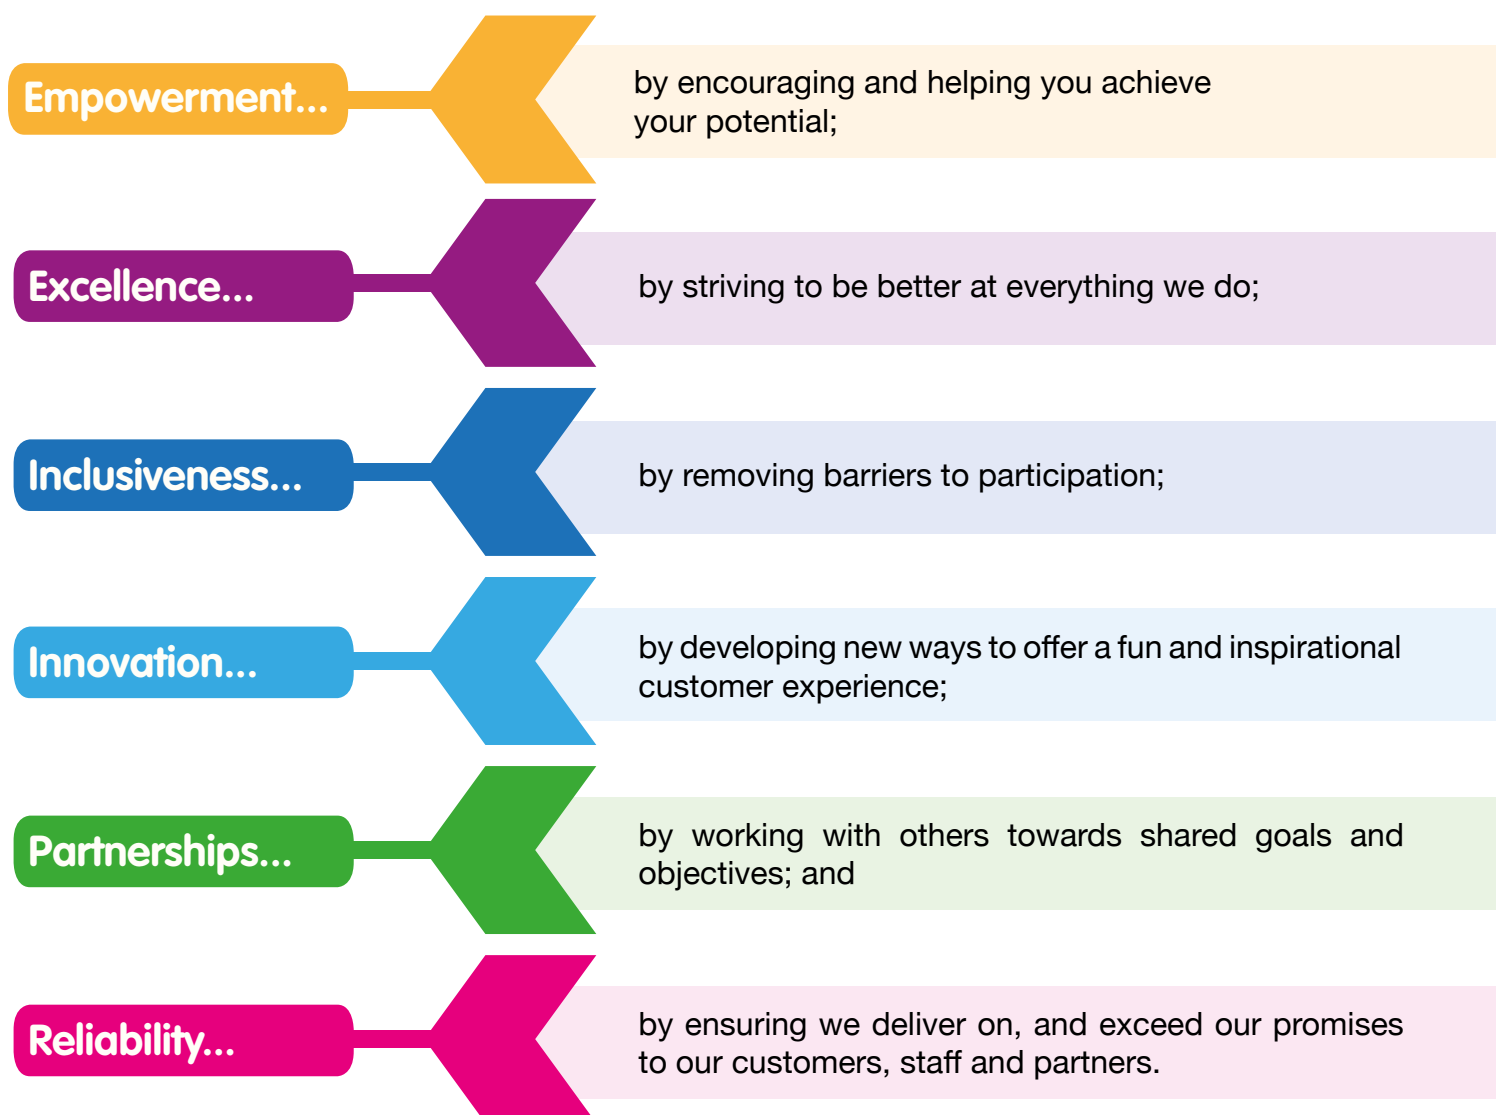 Empowerment...
by encouraging and helping you achieve
your potential;
Excellence...
by striving to be better at everything we do;
Inclusiveness...
by removing barriers to participation;
Innovation...
by developing new ways to offer a fun and inspirational
customer experience;
Partnerships...
by working with others towards shared goals and
objectives; and
Reliability...
by ensuring we deliver on, and exceed our promises
to our customers, staff and partners.